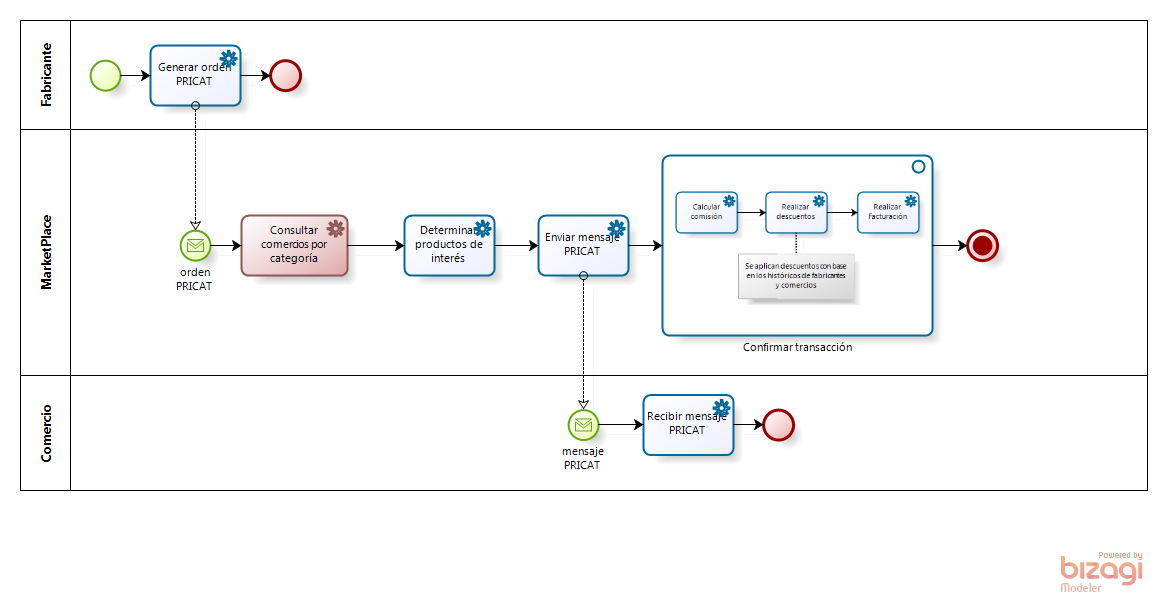 Fabricante
Generar orden
PRICAT
MarketPlace
orden
PRICAT
Consultar
comercios por
categoría
Determinar
productos de
interés
Enviar mensaje
PRICAT
Calcular
comisión
Realizar
descuentos
Realizar
Facturación
Se aplican descuentos con base
en los históricos de fabricantes
y comercios
Confirmar transacción
Comercio
mensaje
PRICAT
Recibir mensaje
PRICAT
Powered by
bizagi
Modeler